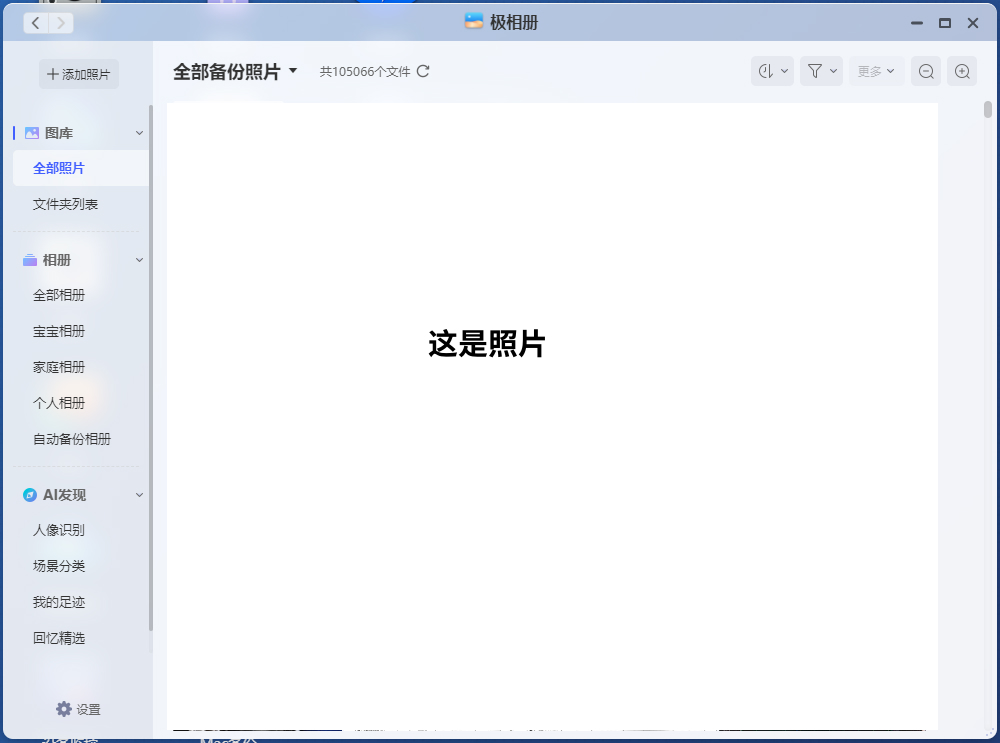 极相册
添加照片
全部备份照片
共105066个文件
更多
图库
全部照片
文件夹列表
相册
全部相册
宝宝相册
家庭相册
个人相册
自动备份相册
AI发现
人像识别
场景分类
我的足迹
回忆精选
设置
这是照片